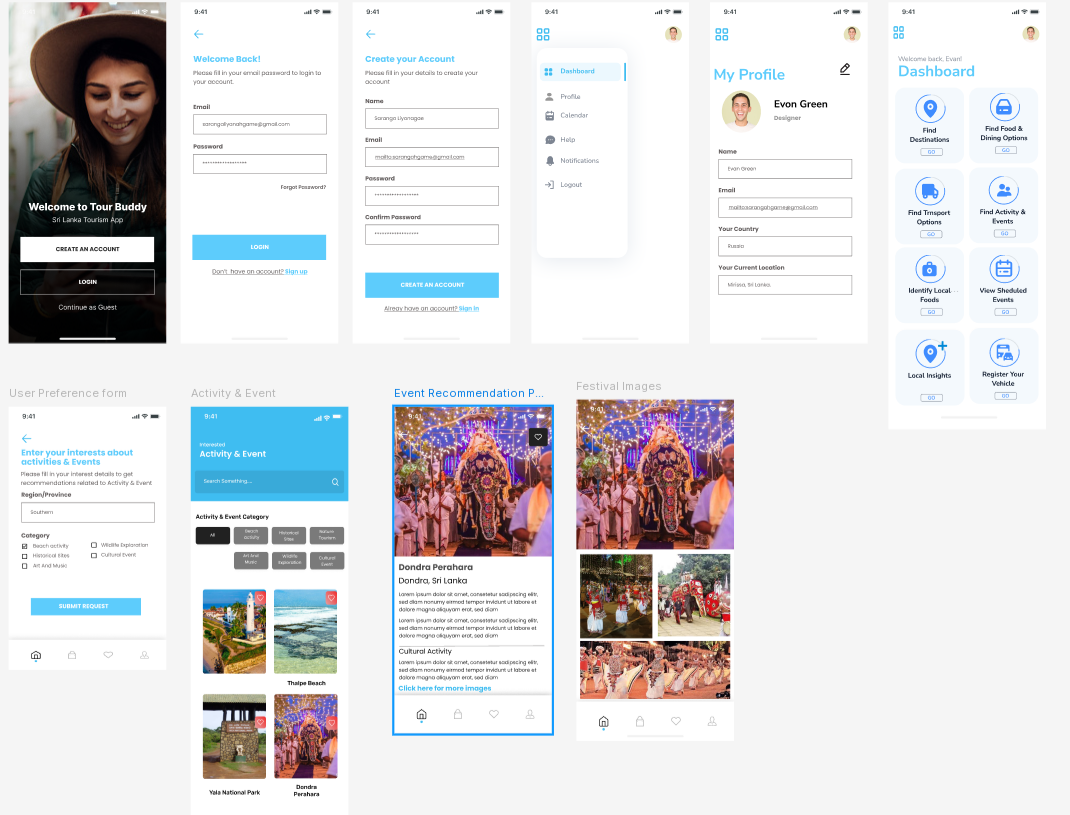 9:41
Welcome to Tour Buddy
Sri Lanka Tourism App
CREATE AN ACCOUNT
LOGIN
Continue as Guest
9:41
Welcome Back!
Please fill in your email password to login to
your account.
Email
Password
******************
Forgot Password?
LOGIN
Don't have an account? Sign up
9:41
Create your Account
Please fill in your details to create your
account
Name
Saranga Liyanagae
Email
mailto:sarangahgame@gmail.com
Password
******************
Confirm Password
******************
CREATE AN ACCOUNT
Alreay have an account? Sign in
9:41
Dashboard
Profile
Calendar
Help
Notifications
Logout
9:41
My Profile
Evon Green
Designer
Name
Evan Green
Email
mailto:sarangahgame@gmail.com
Your Country
Rusaia
Your Current Location
Mirissa, Sri Lanka.
9:41
Welcome back, Evan!
Dashboard
Find
Destinations
GO
Find Food &
Dining Options
GO
Find Trnsport
Options
GO
Find Activity &
Events
GO
Identify Local
Foods
GO
View Sheduled
Events
GO
Local Insights
GO
Register Your
Vehicle
GO
User Preference form
9:41
Enter your interests about
activities & Events
Please fill in your interest details to get
recommendations related to Activity & Event
Region/Province
Southern
Category
Beach activity
Wildlife Exploration
Historical Sites
Cultural Event
Art And Music
SUBMIT REQUEST
Activity & Event
9:41
Interested
Activity & Event
Search Something...
Activity & Event Category
All
Beach
activity
Historical
Sites
Nature
Tourism
Art And
Music
Wildlife
Exploration
Cultural
Event
Thalpe Beach
Yala National Park
Dondra
Perahara
Event Recommendation P...
9:41
Dondra Perahara
Dondra, Sri Lanka
Lorem ipsum dolor sit amet, consetetur sadipscing elitr,
sed diam nonumy eirmod tempor invidunt ut labore et
dolore magna aliquyam erat, sed diam
Lorem ipsum dolor sit amet, consetetur sadipscing elitr,
sed diam nonumy eirmod tempor invidunt ut labore et
dolore magna aliquyam erat, sed diam
Cultural Activity
Lorem ipsum dolor sit amet, consetetur sadipscing elitr,
sed diam nonumy eirmod tempor invidunt ut labore et
dolore magna aliquyam erat, sed diam
Click here for more images
Festival Images
9:41